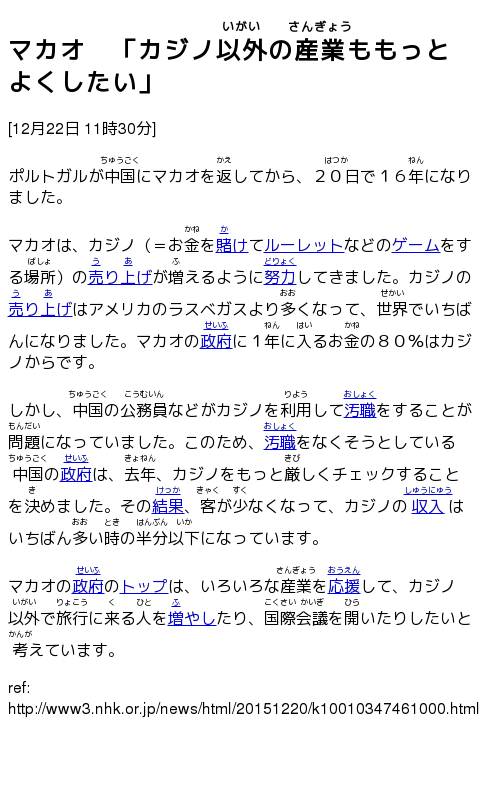 マカオ 「カジノ以外の産業ももっと
よくしたい」
[12月22日 11時30分]
ポルトガルが中国にマカオを返してから、２０日で１６年になり
ました。
マカオは、カジノ（＝お金を賭けてルーレットなどのゲームをす
る場所）の売り上げが増えるように努力してきました。カジノの
売り上げはアメリカのラスベガスより多くなって、世界でいちば
んになりました。マカオの政府に１年に入るお金の８０％はカジ
ノからです。
しかし、中国の公務員などがカジノを利用して汚職をすることが
問題になっていました。このため、汚職をなくそうとしている
中国の政府は、去年、カジノをもっと厳しくチェックすること
を決めました。その結果、客が少なくなって、カジノの収入は
いちばん多い時の半分以下になっています。
マカオの政府のトップは、いろいろな産業を応援して、カジノ
以外で旅行に来る人を増やしたり、国際会議を開いたりしたいと
考えています。
ref:
http://www3.nhk.or.jp/news/html/20151220/k10010347461000.html